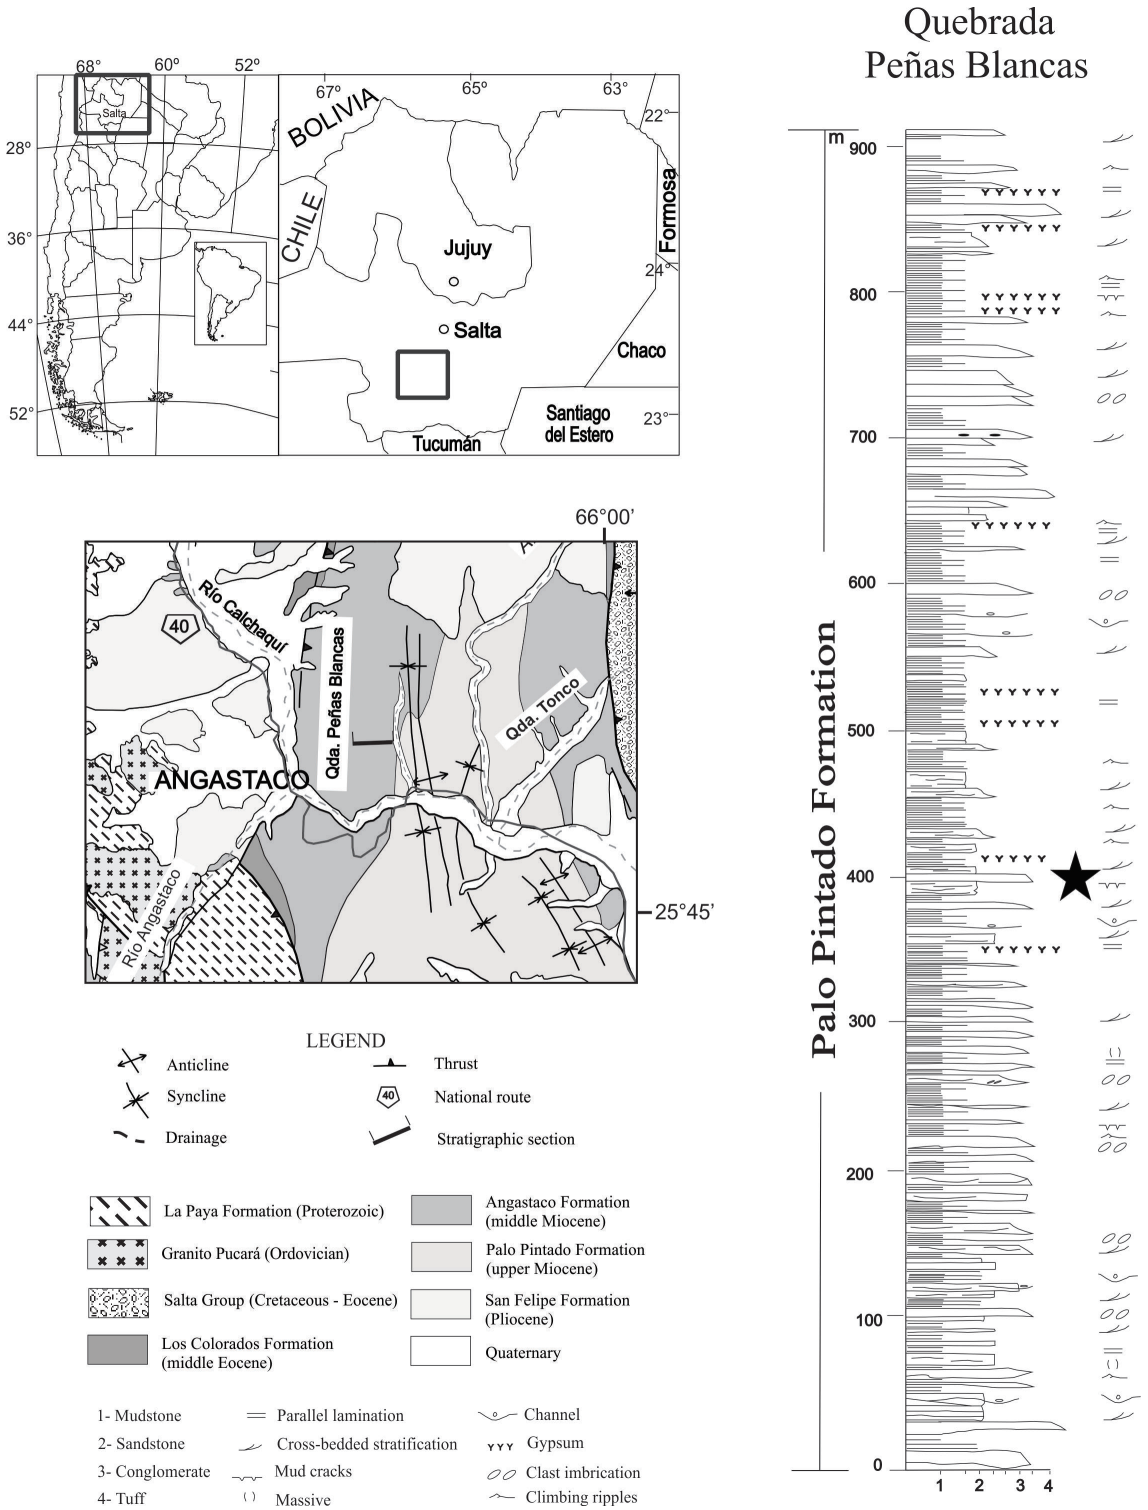 Quebrada
Peñas Blancas
68°
60°
52°
Salta
28°
36°
44°
52°
67°
65°
63°
22°
24°
23°
BOLIVIA
CHILE
Formosa
Jujuy
Salta
Chaco
Santiago
del Estero
Tucumán
66°00’
25°45’
Río Calchaquí
40
Qda. Peñas Blancas
Qda. Tonco
ANGASTACO
Río Angastaco
LEGEND
Anticline
Thrust
Syncline
40
National route
Drainage
Stratigraphic section
La Paya Formation (Proterozoic)
Granito Pucará (Ordovician)
Salta Group (Cretaceous - Eocene)
Los Colorados Formation
(middle Eocene)
Angastaco Formation
(middle Miocene)
Palo Pintado Formation
(upper Miocene)
San Felipe Formation
(Pliocene)
Quaternary
1- Mudstone
2- Sandstone
3- Conglomerate
4- Tuff
Parallel lamination
Cross-bedded stratification
Mud cracks
Massive
Channel
Gypsum
Clast imbrication
Climbing ripples
Palo Pintado Formation
m
900
800
700
600
500
400
300
200
100
0
1 2 3 4